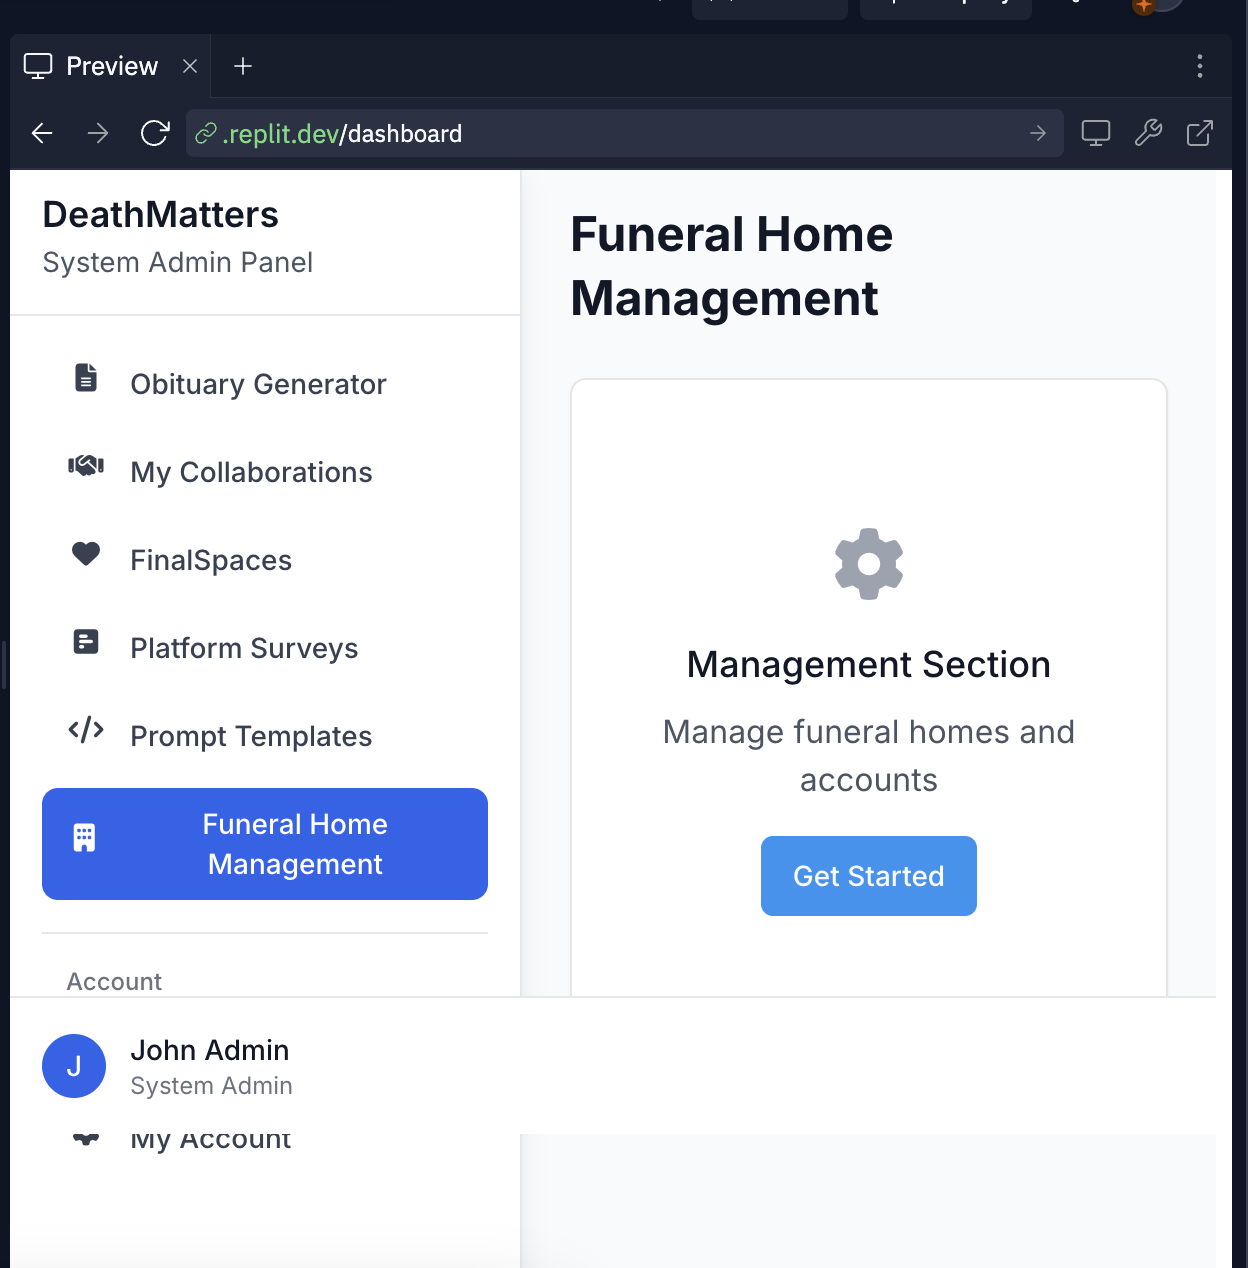 Preview
.replit.dev/dashboard
DeathMatters
System Admin Panel
Obituary Generator
My Collaborations
FinalSpaces
Platform Surveys
Prompt Templates
Funeral Home
Management
Account
J
John Admin
System Admin
My Account
Funeral Home
Management
Management Section
Manage funeral homes and
accounts
Get Started